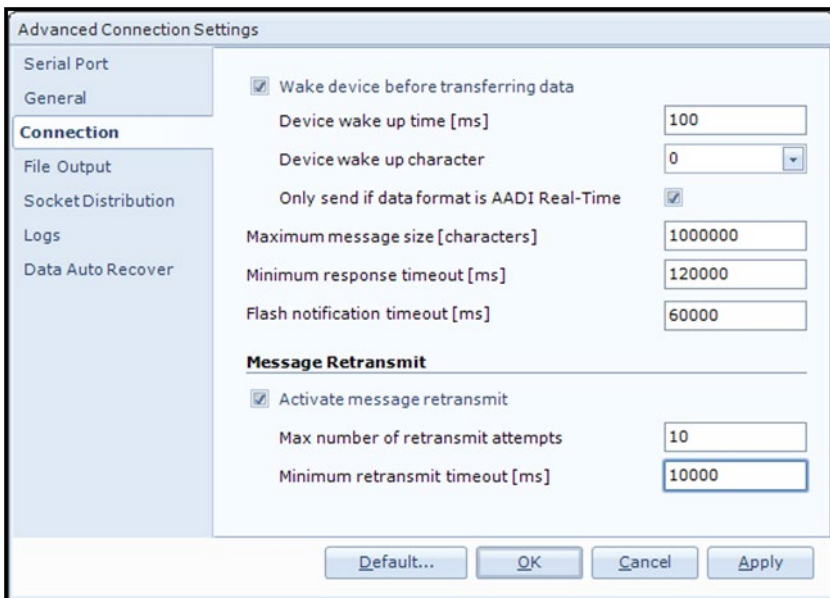 Advanced Connection Settings
Serial Port
General
Connection
File Output
Socket Distribution
Logs
Data Auto Recover
Wake device before transferring data
Device wake up time [ms] 100
Device wake up character 0
Only send if data format is AADI Real-Time
Maximum message size [characters] 1000000
Minimum response timeout [ms] 120000
Flash notification timeout [ms] 60000
Message Retransmit
Activate message retransmit
Max number of retransmit attempts 10
Minimum retransmit timeout [ms] 10000
Default... OK Cancel Apply